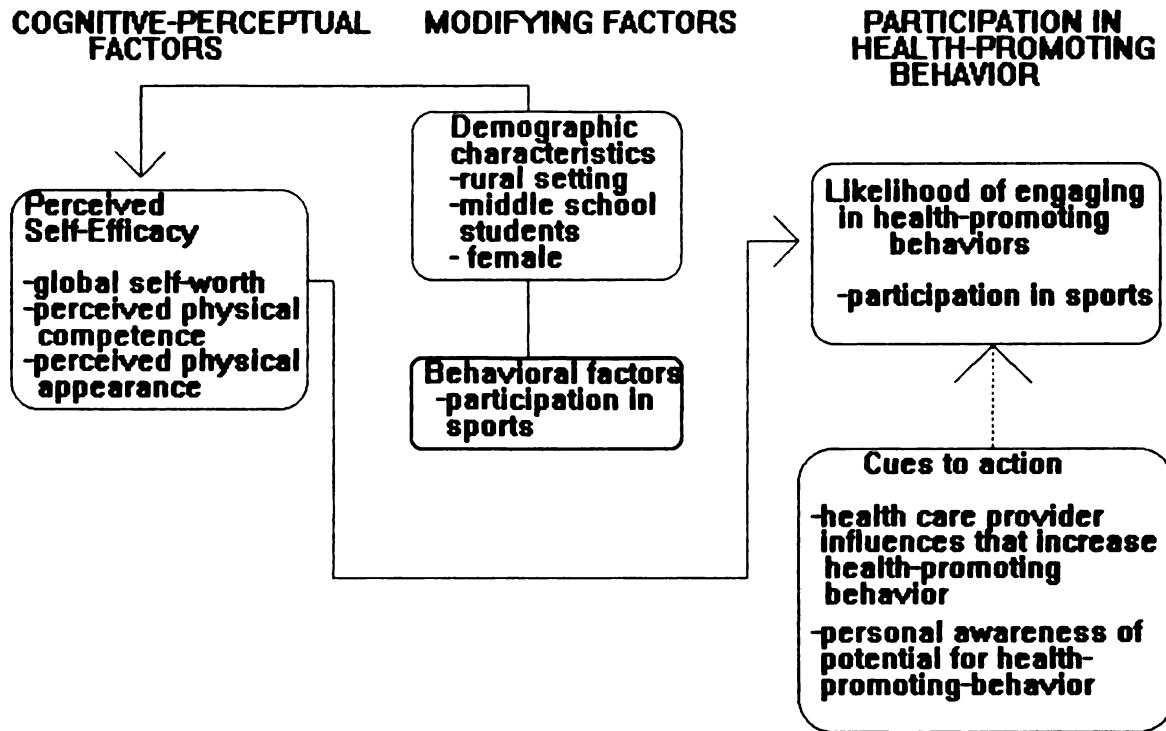 COGNITIVE-PERCEPTUAL
FACTORS
MODIFYING FACTORS
PARTICIPATION IN
HEALTH-PROMOTING
BEHAVIOR
Perceived
Self-Efficacy
-global self-worth
-perceived physical
competence
-perceived physical
appearance
Demographic
characteristics
-rural setting
-middle school
students
- female
Behavioral factors
-participation in
sports
Likelihood of engaging
in health-promoting
behaviors
-participation in sports
Cues to action
-health care provider
influences that increase
health-promoting
behavior
-personal awareness of
potential for health-
promoting-behavior